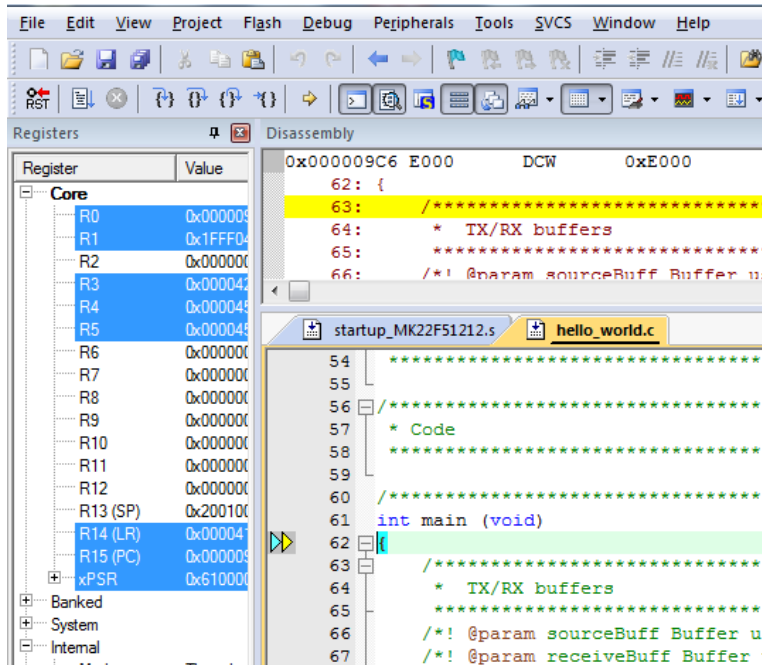 File Edit View Project Flash Debug Peripherals Tools SVCS Window Help
RST
Registers
Register Value
Core
R0 0x000009
R1 0x1FFF04
R2 0x000000
R3 0x000042
R4 0x000045
R5 0x000045
R6 0x000000
R7 0x000000
R8 0x000000
R9 0x000000
R10 0x000000
R11 0x000000
R12 0x000000
R13 (SP) 0x200100
R14 (LR) 0x000041
R15 (PC) 0x000009
xPSR 0x610000
Banked
System
Internal
Disassembly
0x000009C6 E000 DCW 0xE000
62: {
63: /******************************
64: * TX/RX buffers
65: ******************************
66: /*! @param sourceBuff Buffer u
startup_MK22F51212.s hello_world.c
54 **********************************
55
56 /**********************************
57 * Code
58 **********************************
59
60 /**********************************
61 int main (void)
62 {
63 /******************************
64 * TX/RX buffers
65 ******************************
66 /*! @param sourceBuff Buffer u
67 /*! @param receiveBuff Buffer